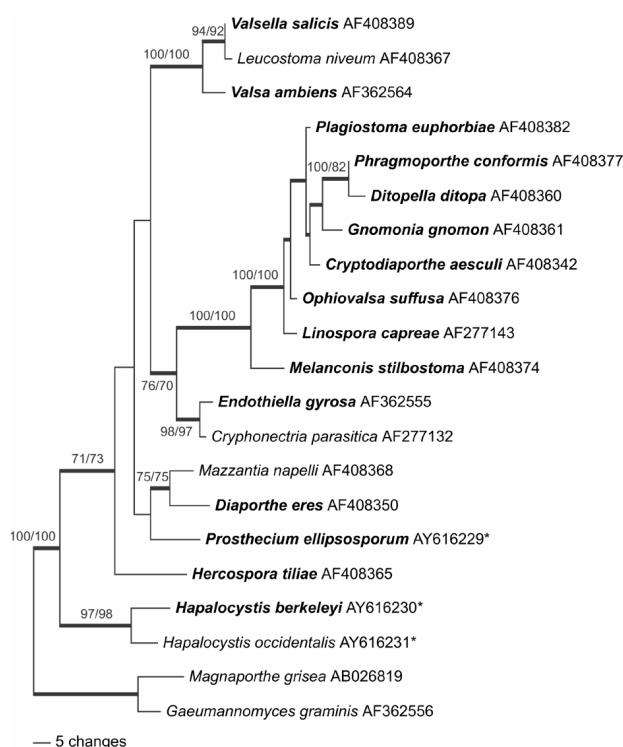 94/92
Valsella salicis AF408389
100/100
Leucostoma niveum AF408367
Valsa ambiens AF362564
Plagiostoma euphorbiae AF408382
100/82
Phragmoporthe conformis AF408377
Ditopella ditopa AF408360
Gnomonia gnomon AF408361
Cryptodiaporthe aesculi AF408342
100/100
Ophiovalsa suffusa AF408376
100/100
Linospora capreae AF277143
Melanconis stilbostoma AF408374
76/70
Endothiella gyrosa AF362555
98/97
Cryphonectria parasitica AF277132
71/73
75/75
Mazzantia napelli AF408368
Diaporthe eres AF408350
100/100
Prosthecium ellipsosporum AY616229*
Hercospora tiliae AF408365
97/98
Hapalocystis berkeleyi AY616230*
Hapalocystis occidentalis AY616231*
Magnaporthe grisea AB026819
Gaeumannomyces graminis AF362556
5 changes